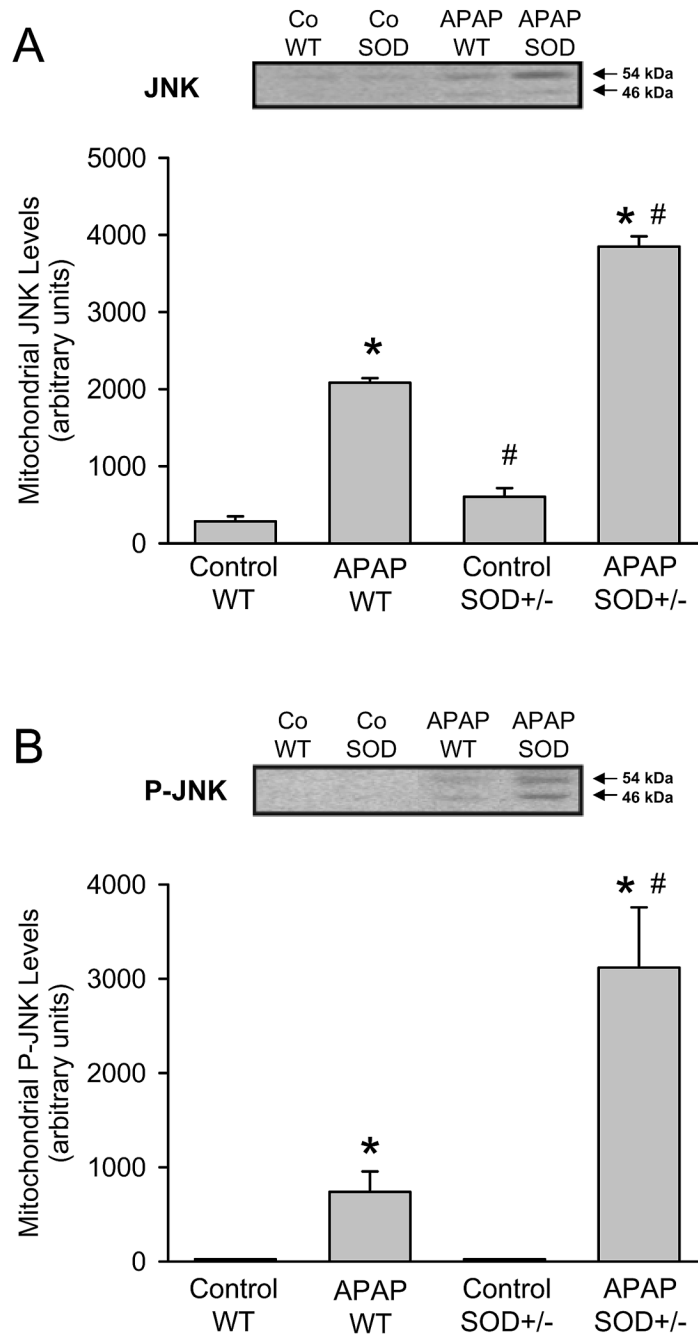 A
Co Co APAP APAP
WT SOD WT SOD
JNK
54 kDa
46 kDa
Mitochondrial JNK Levels
(arbitrary units)
5000
4000
3000
2000
1000
0
*
#
* #
Control APAP Control APAP
WT WT SOD+/- SOD+/-
B
Co Co APAP APAP
WT SOD WT SOD
P-JNK
54 kDa
46 kDa
Mitochondrial P-JNK Levels
(arbitrary units)
4000
3000
2000
1000
0
*
* #
Control APAP Control APAP
WT WT SOD+/- SOD+/-